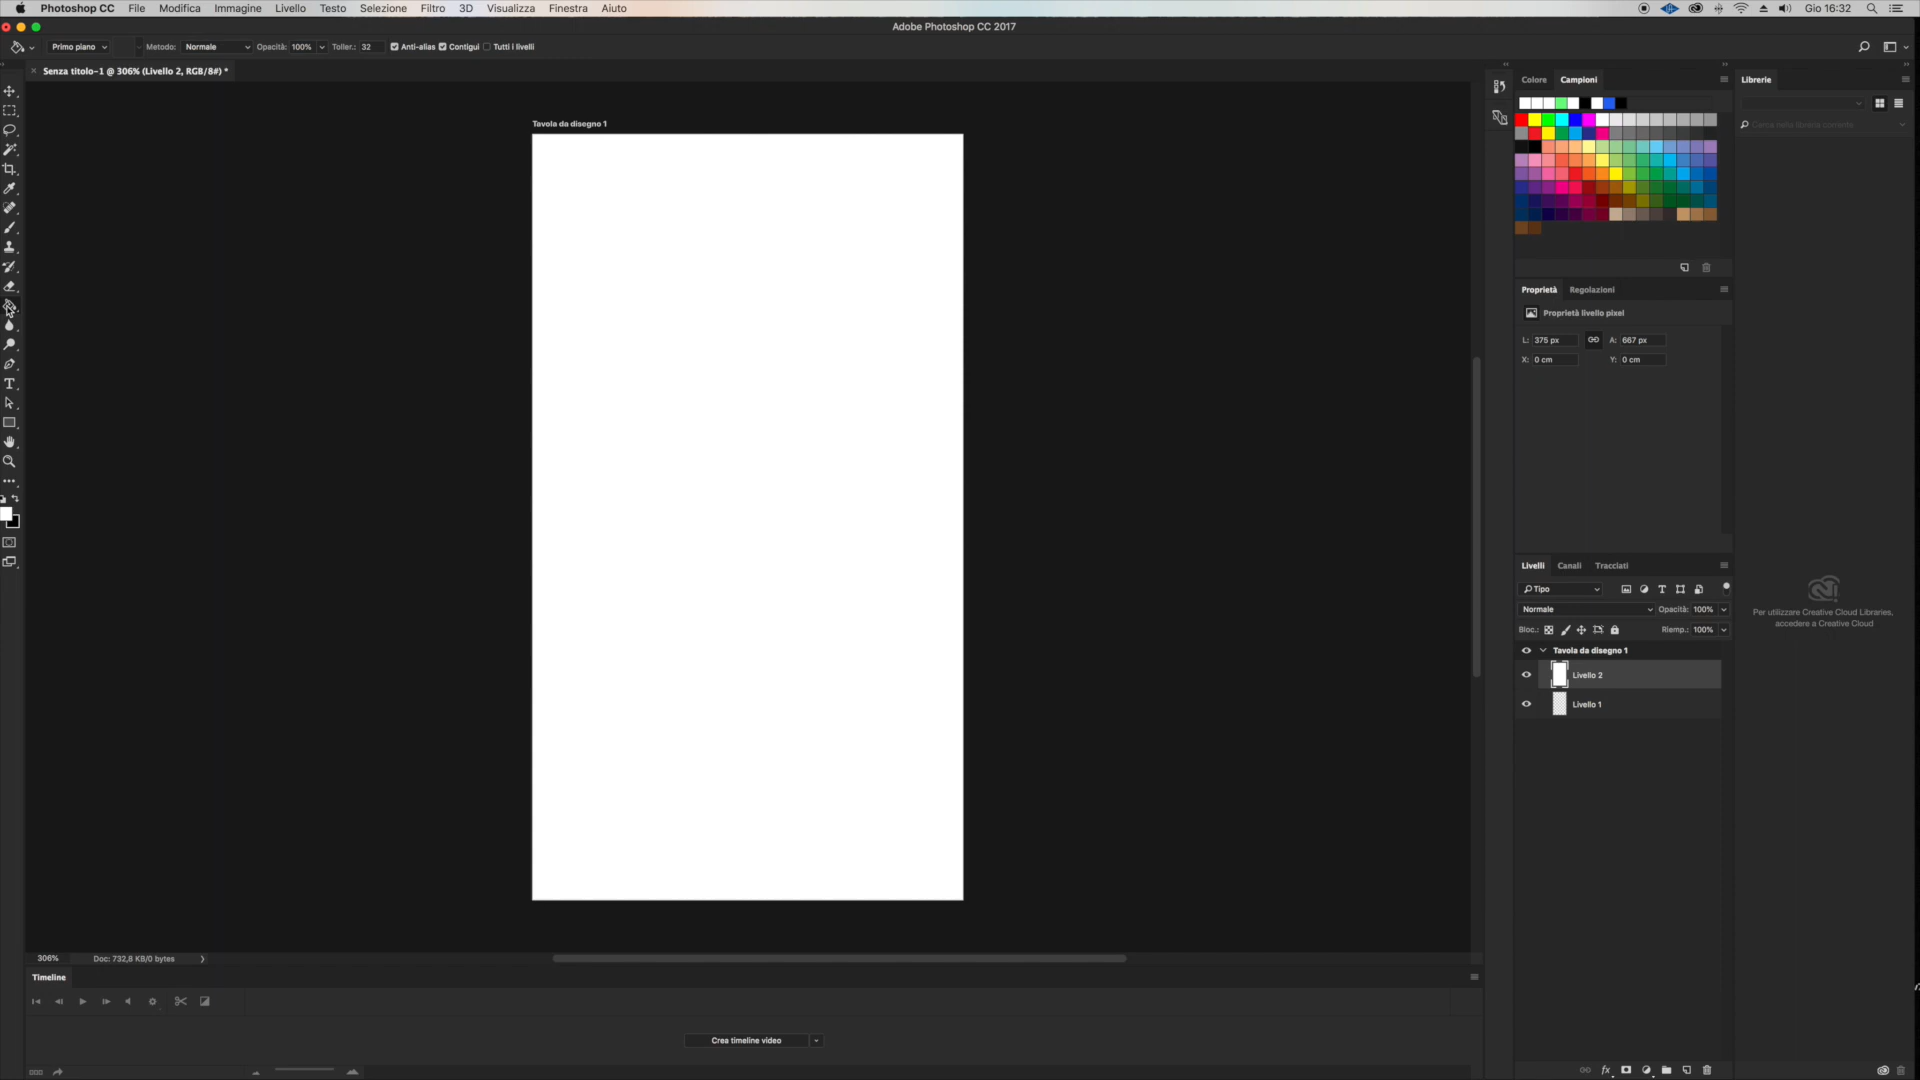 Photoshop CC File Modifica Immagine Livello Testo Selezione Filtro 3D Visualizza Finestra Aiuto Gio 16:32
Adobe Photoshop CC 2017
Primo piano Metodo: Normale Opacità: 100% Toller.: 32 Anti-alias Contigui Tutti i livelli
Senza titolo-1 @ 306% (Livello 2, RGB/8#) *
Colore Campioni Librerie
Tavola da disegno 1
Cerca nella libreria corrente
Proprietà Regolazioni
Proprietà livello pixel
L: 375 px A: 667 px
X: 0 cm Y: 0 cm
Livelli Canali Tracciati
Tipo
Normale Opacità: 100%
Per utilizzare Creative Cloud Libraries,
accedere a Creative Cloud
Bloc.: Riemp.: 100%
Tavola da disegno 1
Livello 2
Livello 1
306% Doc: 732,8 KB/0 bytes
Timeline
Crea timeline video